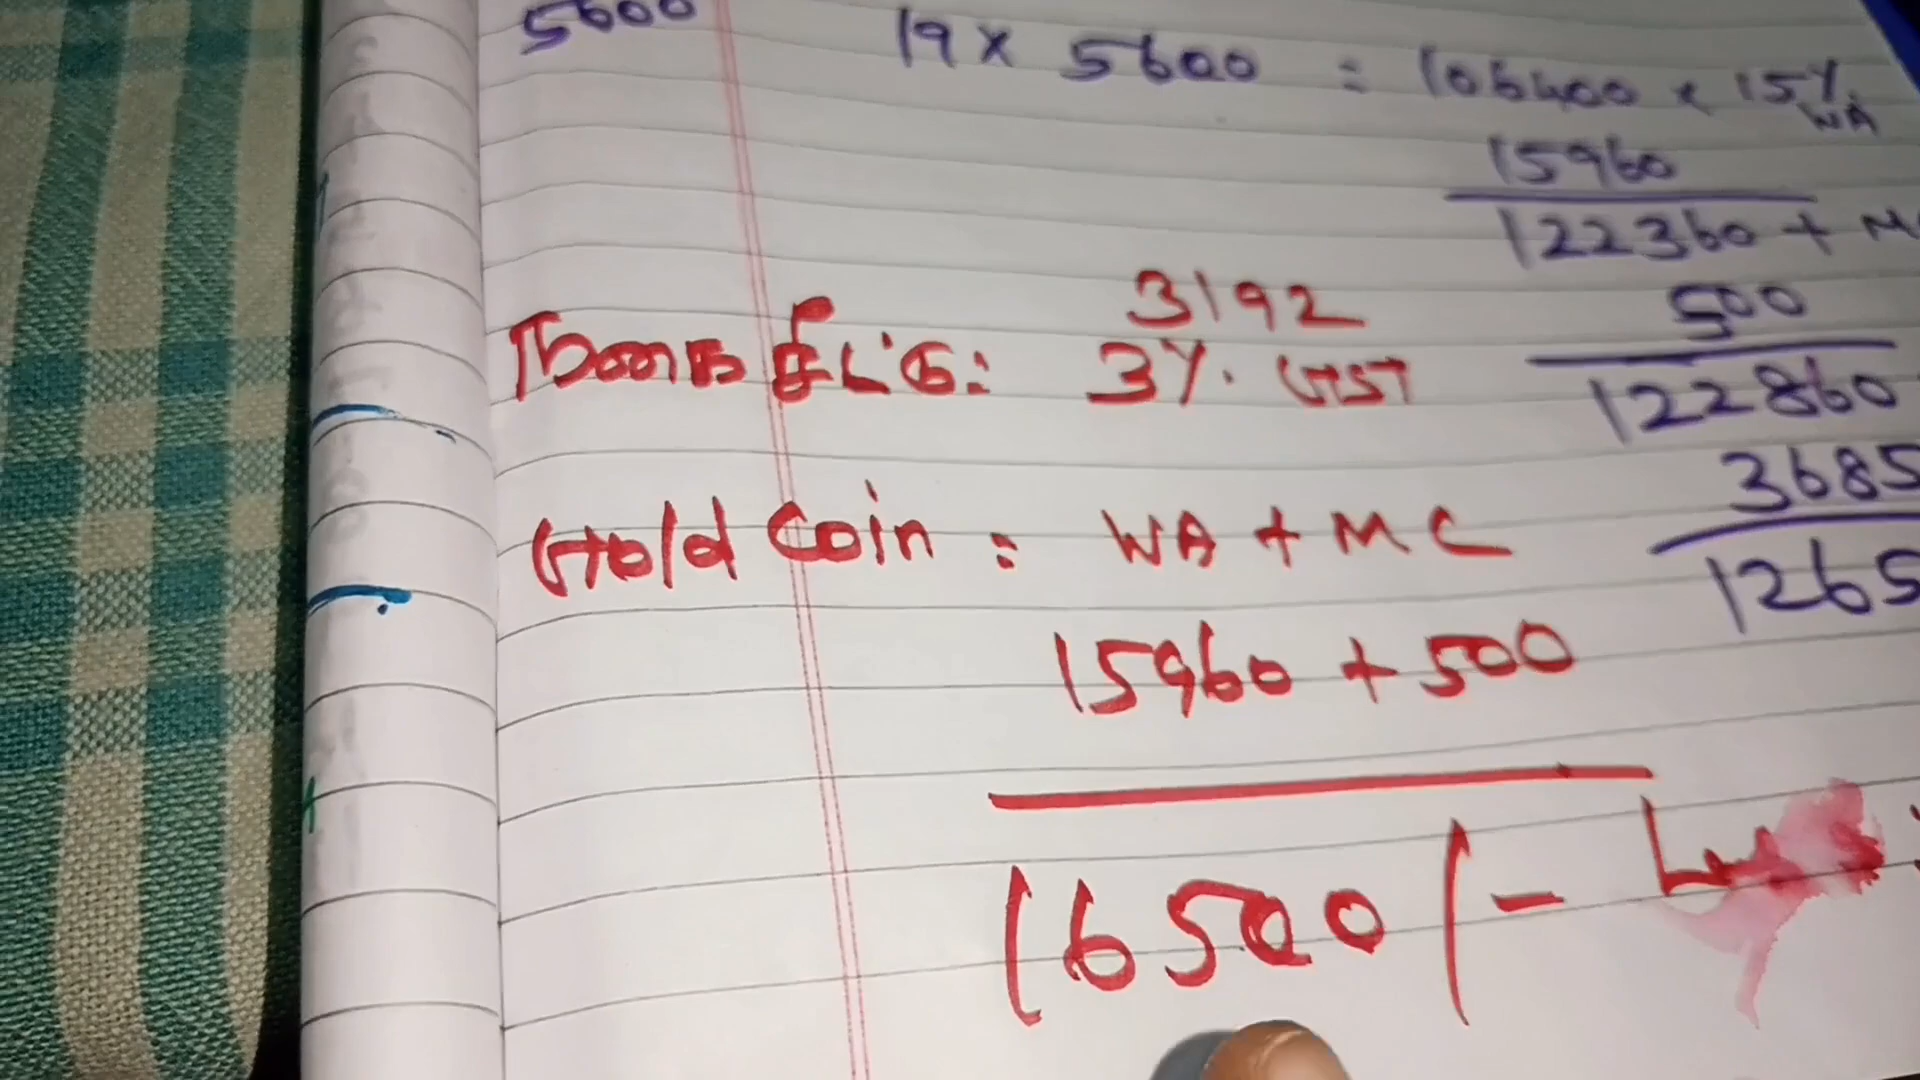 5600 19 x 5600 = 106400 x 15%
WA
15960
122360 + M
500
3192
நகை சீட்டு: 3% GST
122860
3685
Gold Coin = WA + MC
1265
15960 + 500
16500/- Loss